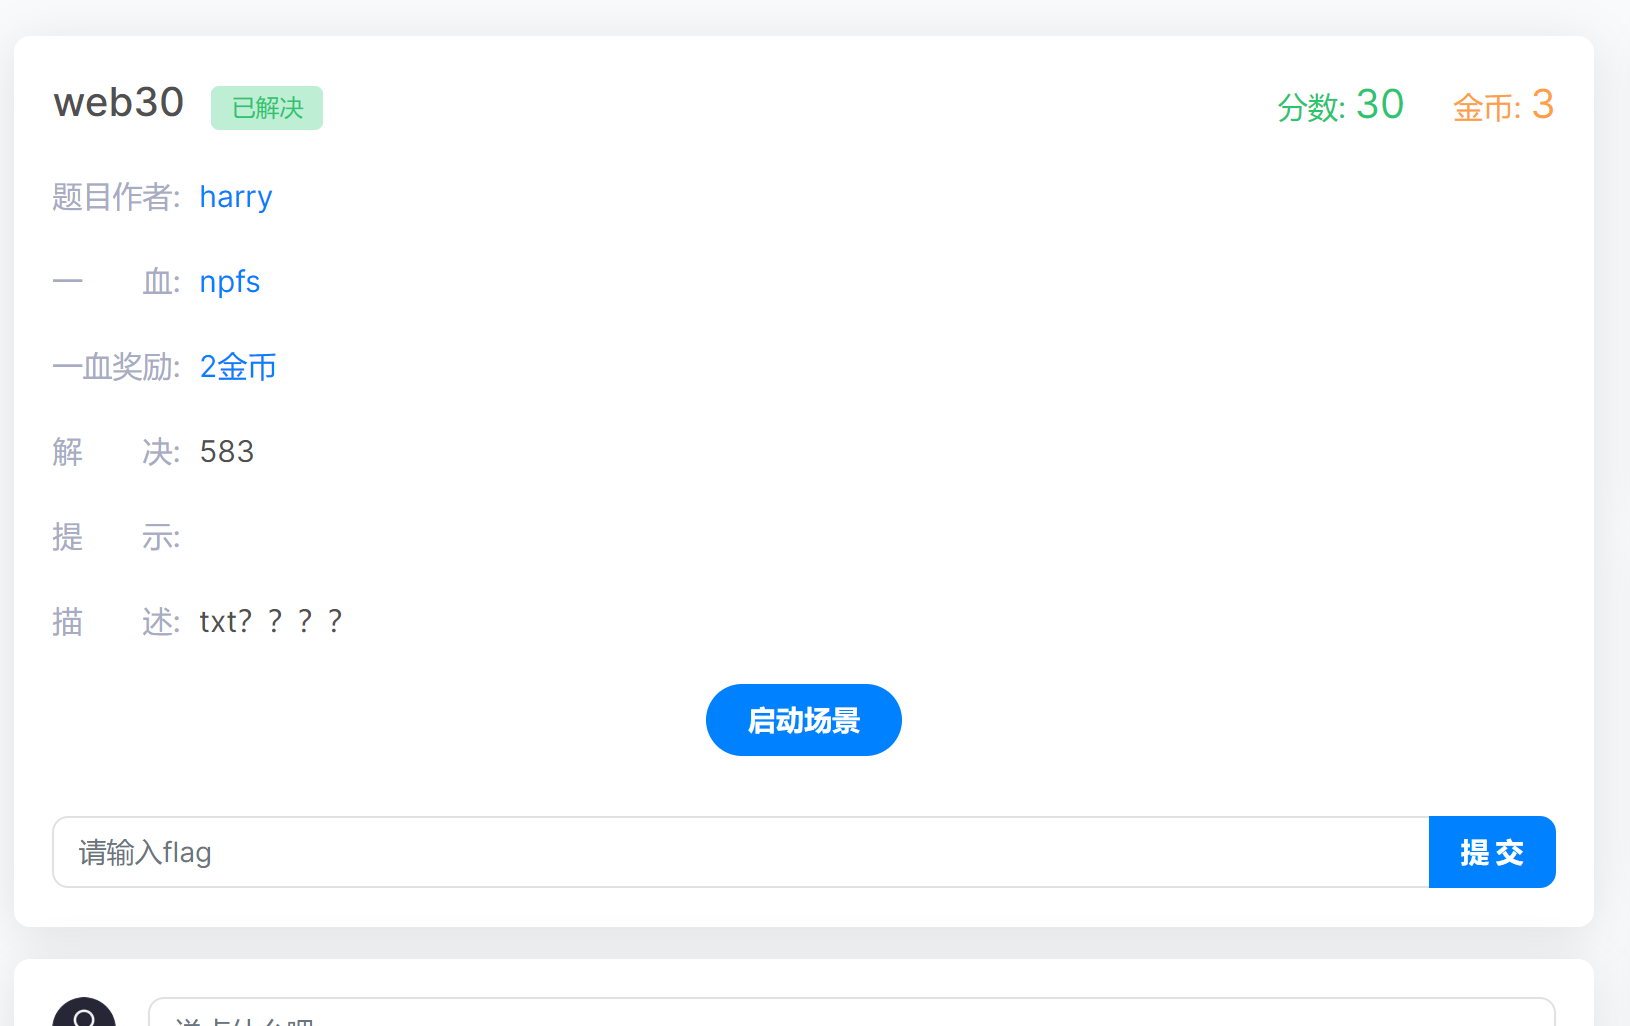 web30 已解决 分数: 30 金币: 3
题目作者: harry
一 血: npfs
一血奖励: 2金币
解 决: 583
提 示:
描 述: txt？？？？
启动场景
请输入flag 提 交